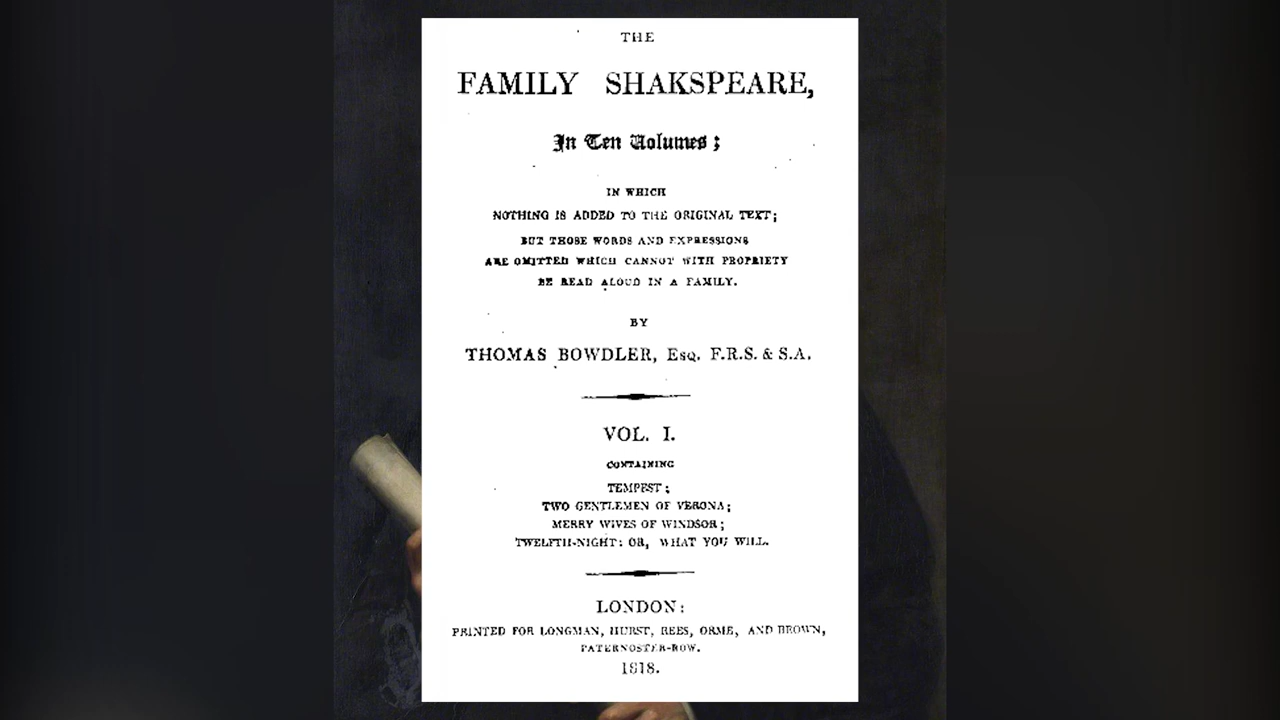 THE
FAMILY SHAKSPEARE,
In Ten Volumes;
IN WHICH
NOTHING IS ADDED TO THE ORIGINAL TEXT;
BUT THOSE WORDS AND EXPRESSIONS
ARE OMITTED WHICH CANNOT WITH PROPRIETY
BE READ ALOUD IN A FAMILY.
BY
THOMAS BOWDLER, Esq. F.R.S. & S.A.
VOL. I.
CONTAINING
TEMPEST;
TWO GENTLEMEN OF VERONA;
MERRY WIVES OF WINDSOR;
TWELFTH-NIGHT: OR, WHAT YOU WILL.
LONDON:
PRINTED FOR LONGMAN, HURST, REES, ORME, AND BROWN,
PATERNOSTER-ROW.
1818.